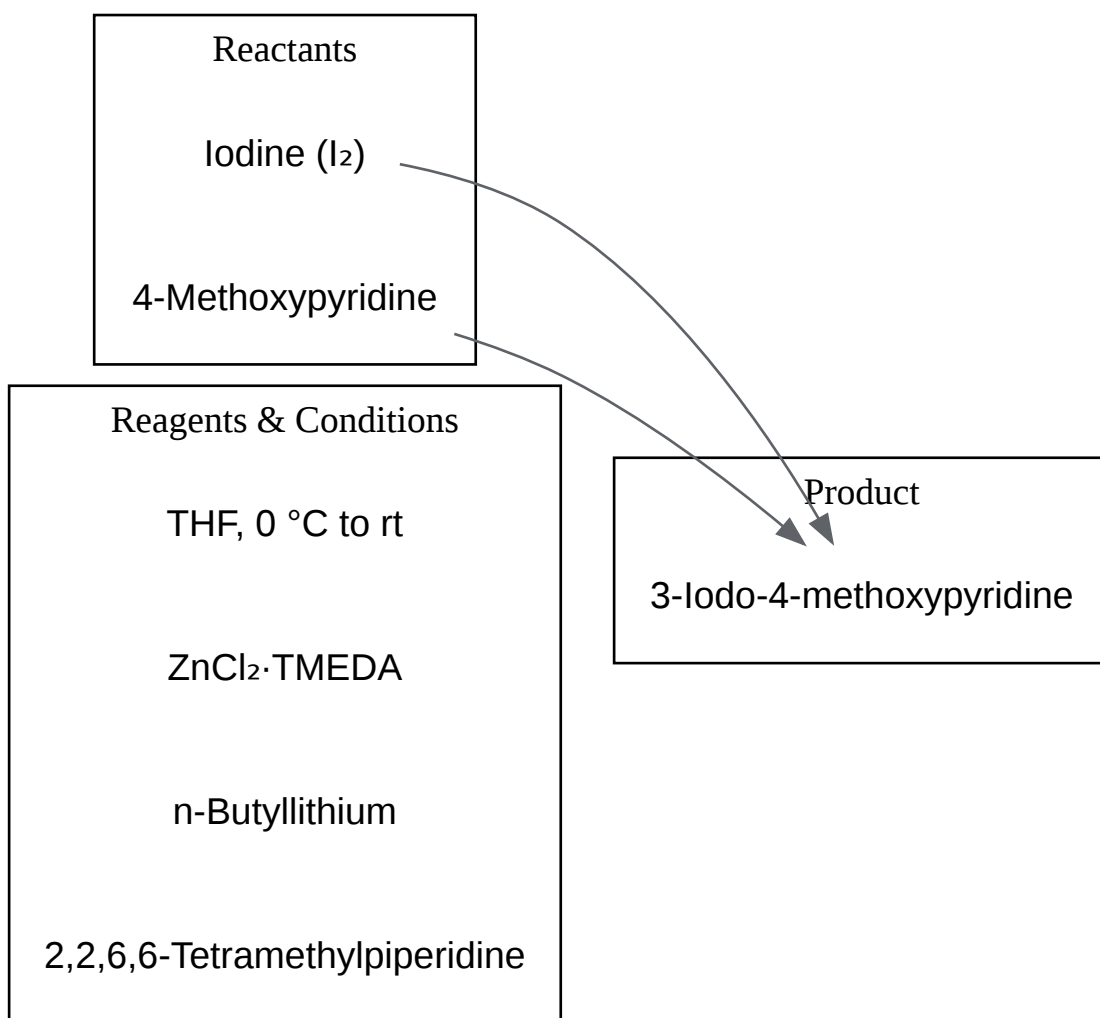 Reactants
Iodine (I₂)
4-Methoxypyridine
Reagents & Conditions
THF, 0 °C to rt
ZnCl₂·TMEDA
n-Butyllithium
2,2,6,6-Tetramethylpiperidine
Product
3-Iodo-4-methoxypyridine